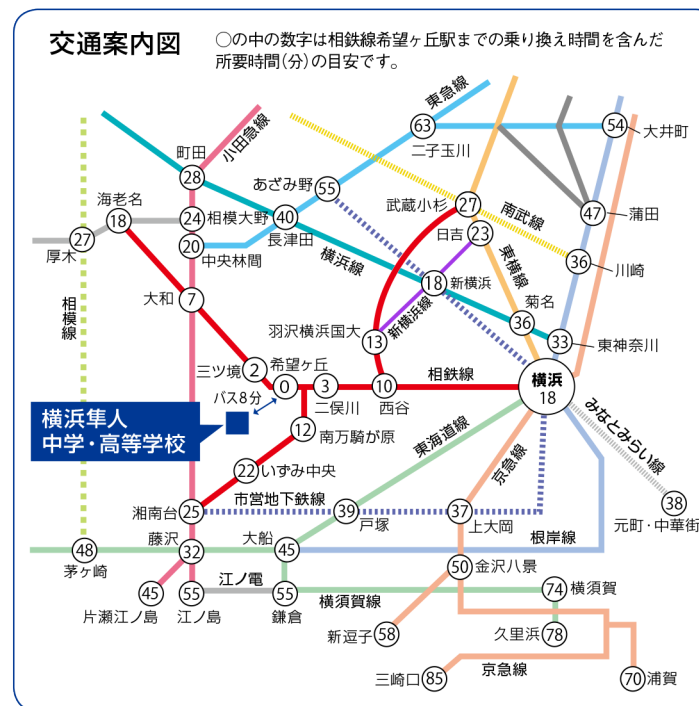 交通案内図
○の中の数字は相鉄線希望ヶ丘駅までの乗り換え時間を含んだ
所要時間（分）の目安です。
東急線
小田急線
63
二子玉川
54
大井町
町田
28
あざみ野
55
海老名
18
24
相模大野
40
長津田
武蔵小杉
27
南武線
47
蒲田
27
厚木
20
中央林間
日吉
23
東横線
36
川崎
横浜線
相模線
大和
7
18
新横浜
新横浜線
菊名
36
羽沢横浜国大
13
33
東神奈川
三ツ境
2
希望ヶ丘
0
3
二俣川
10
西谷
相鉄線
横浜
18
バス8分
横浜隼人
中学・高等学校
12
南万騎が原
みなとみらい線
東海道線
京急線
22
いずみ中央
38
元町・中華街
市営地下鉄線
湘南台
25
39
戸塚
37
上大岡
根岸線
48
茅ヶ崎
藤沢
32
大船
45
50
金沢八景
45
片瀬江ノ島
55
江ノ島
江ノ電
55
鎌倉
横須賀線
74
横須賀
新逗子
58
久里浜
78
京急線
三崎口
85
70
浦賀